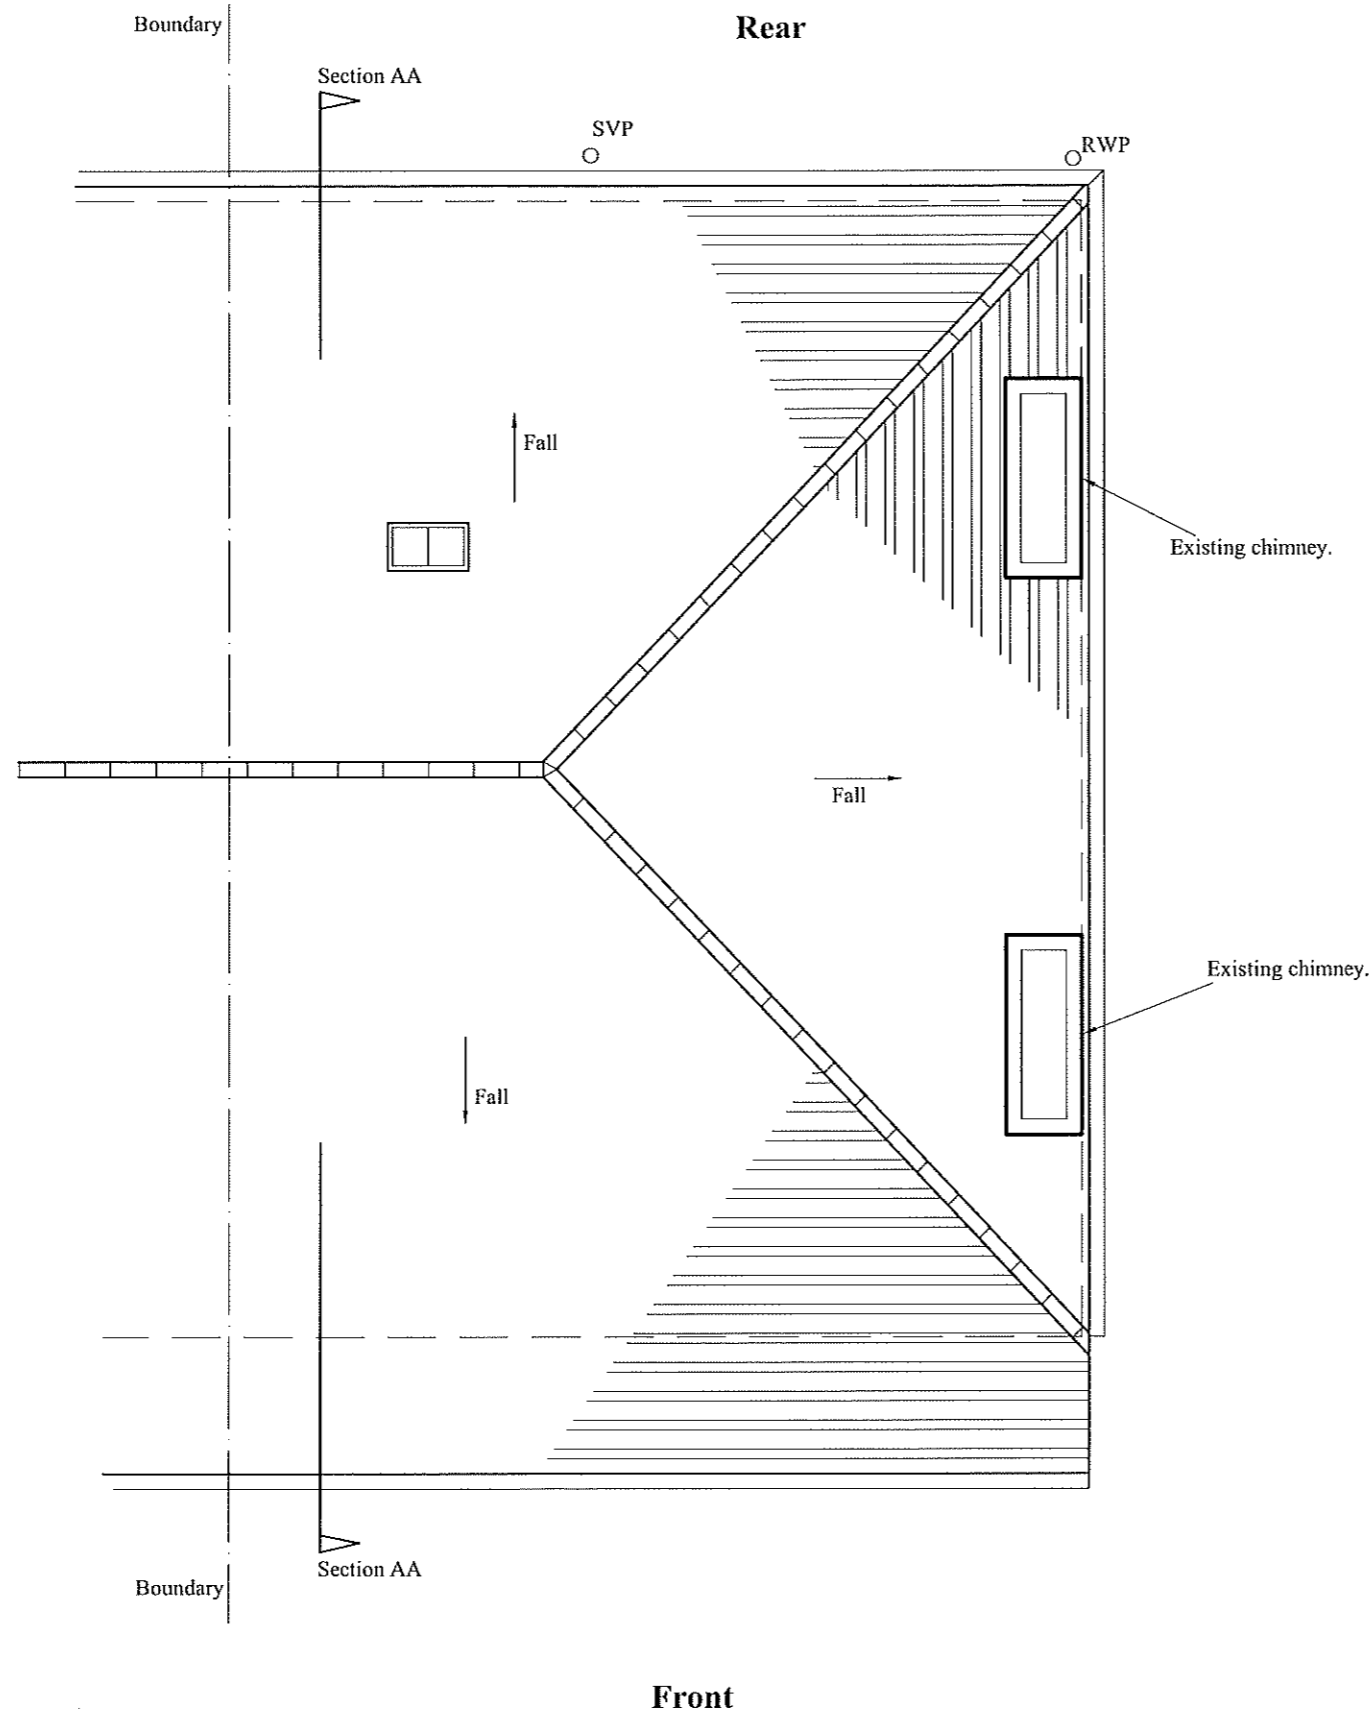 Boundary
Rear
Section AA
SVP
RWP
Fall
Existing chimney.
Fall
Existing chimney.
Fall
Section AA
Boundary
Front